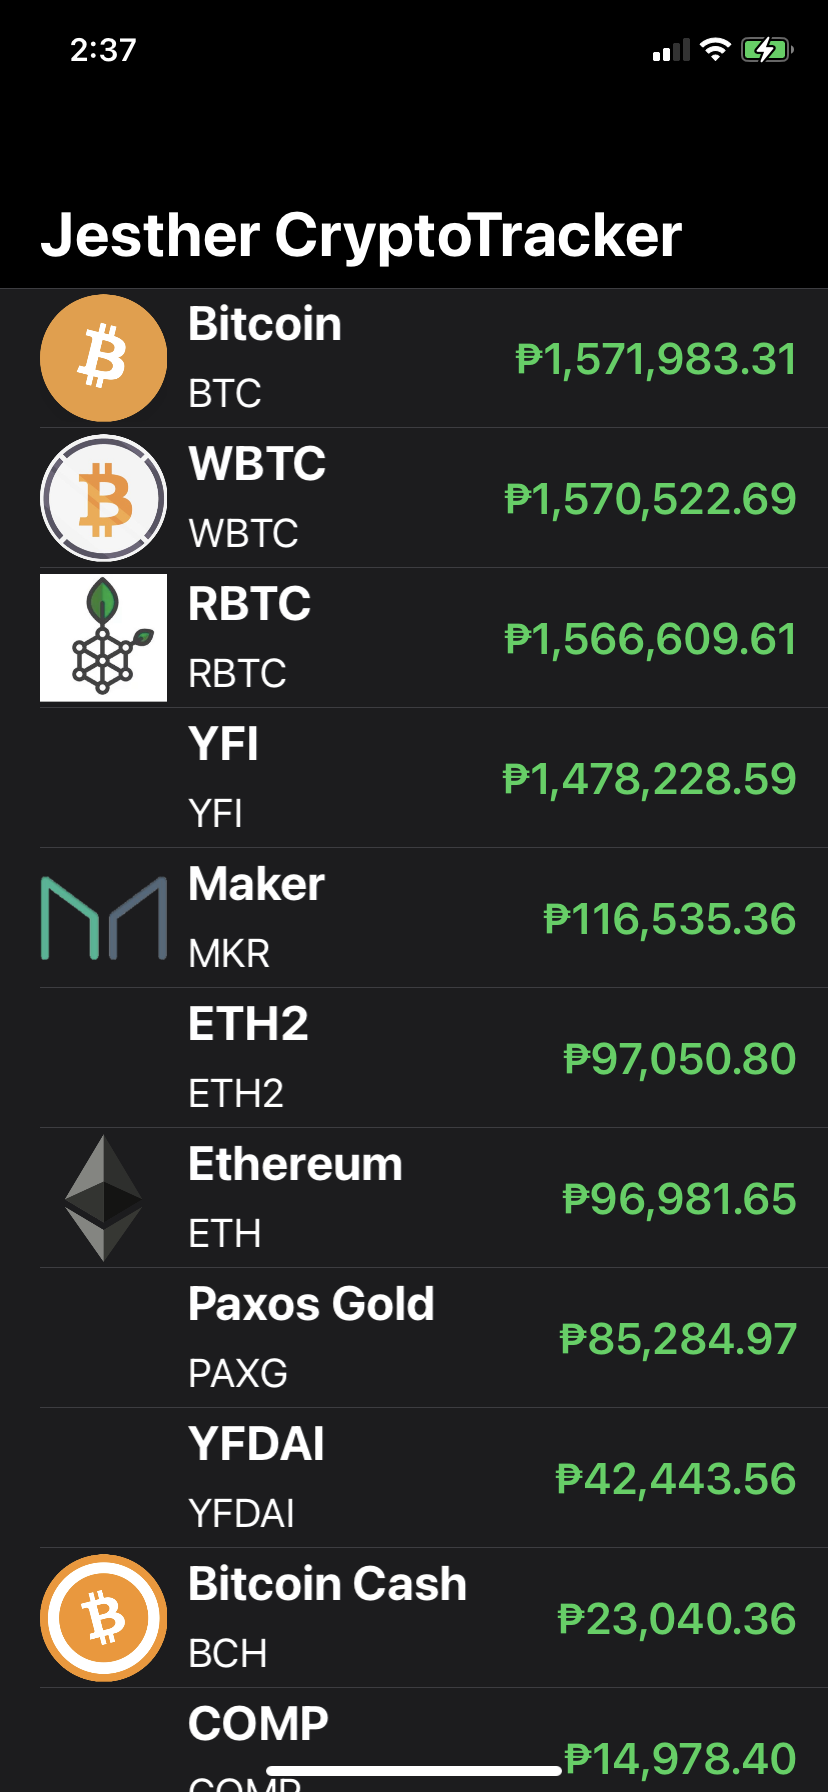 2:37
Jesther CryptoTracker
Bitcoin
BTC
₱1,571,983.31
WBTC
WBTC
₱1,570,522.69
RBTC
RBTC
₱1,566,609.61
YFI
YFI
₱1,478,228.59
Maker
MKR
₱116,535.36
ETH2
ETH2
₱97,050.80
Ethereum
ETH
₱96,981.65
Paxos Gold
PAXG
₱85,284.97
YFDAI
YFDAI
₱42,443.56
Bitcoin Cash
BCH
₱23,040.36
COMP
COMP
₱14,978.40